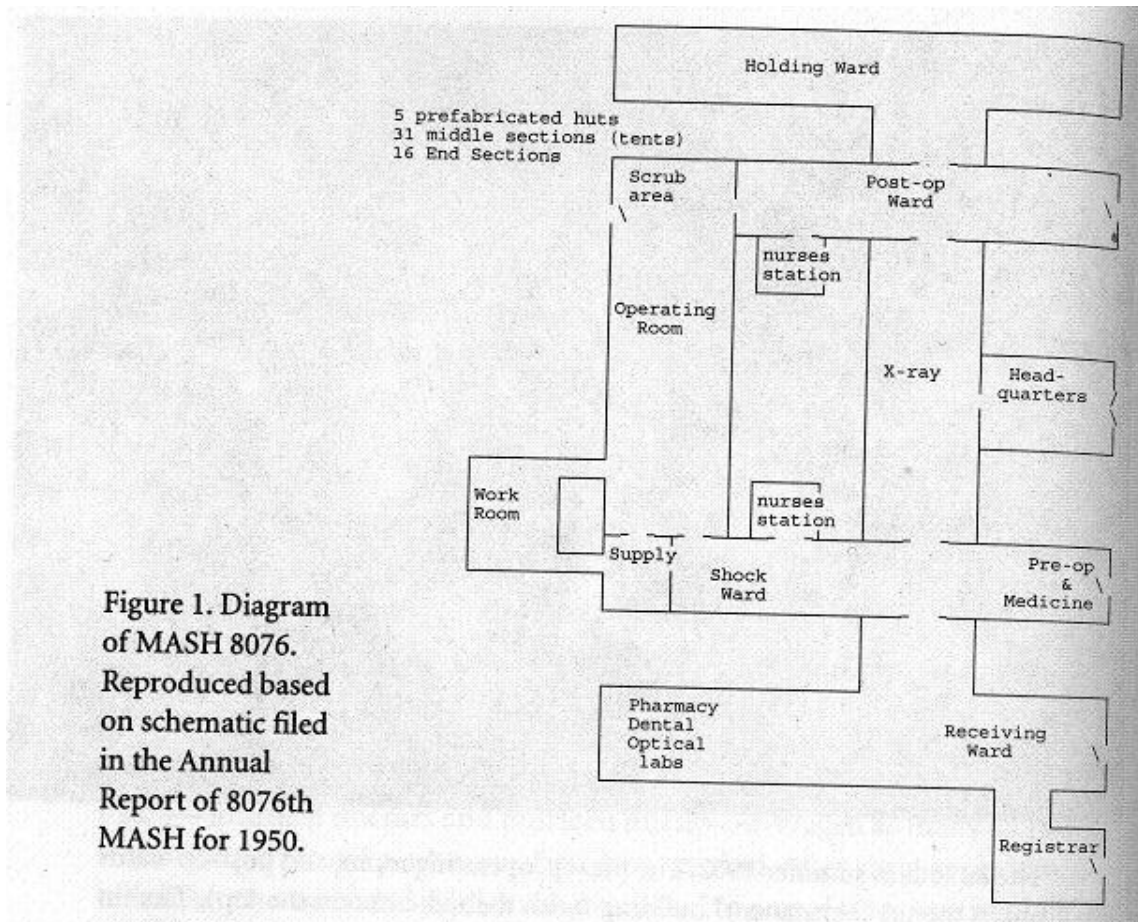 Holding Ward
5 prefabricated huts
31 middle sections (tents)
16 End Sections
Scrub
area
Post-op
Ward
nurses
station
Operating
Room
X-ray
Head-
quarters
Work
Room
nurses
station
Supply
Shock
Ward
Pre-op
&
Medicine
Figure 1. Diagram
of MASH 8076.
Reproduced based
on schematic filed
in the Annual
Report of 8076th
MASH for 1950.
Pharmacy
Dental
Optical
labs
Receiving
Ward
Registrar